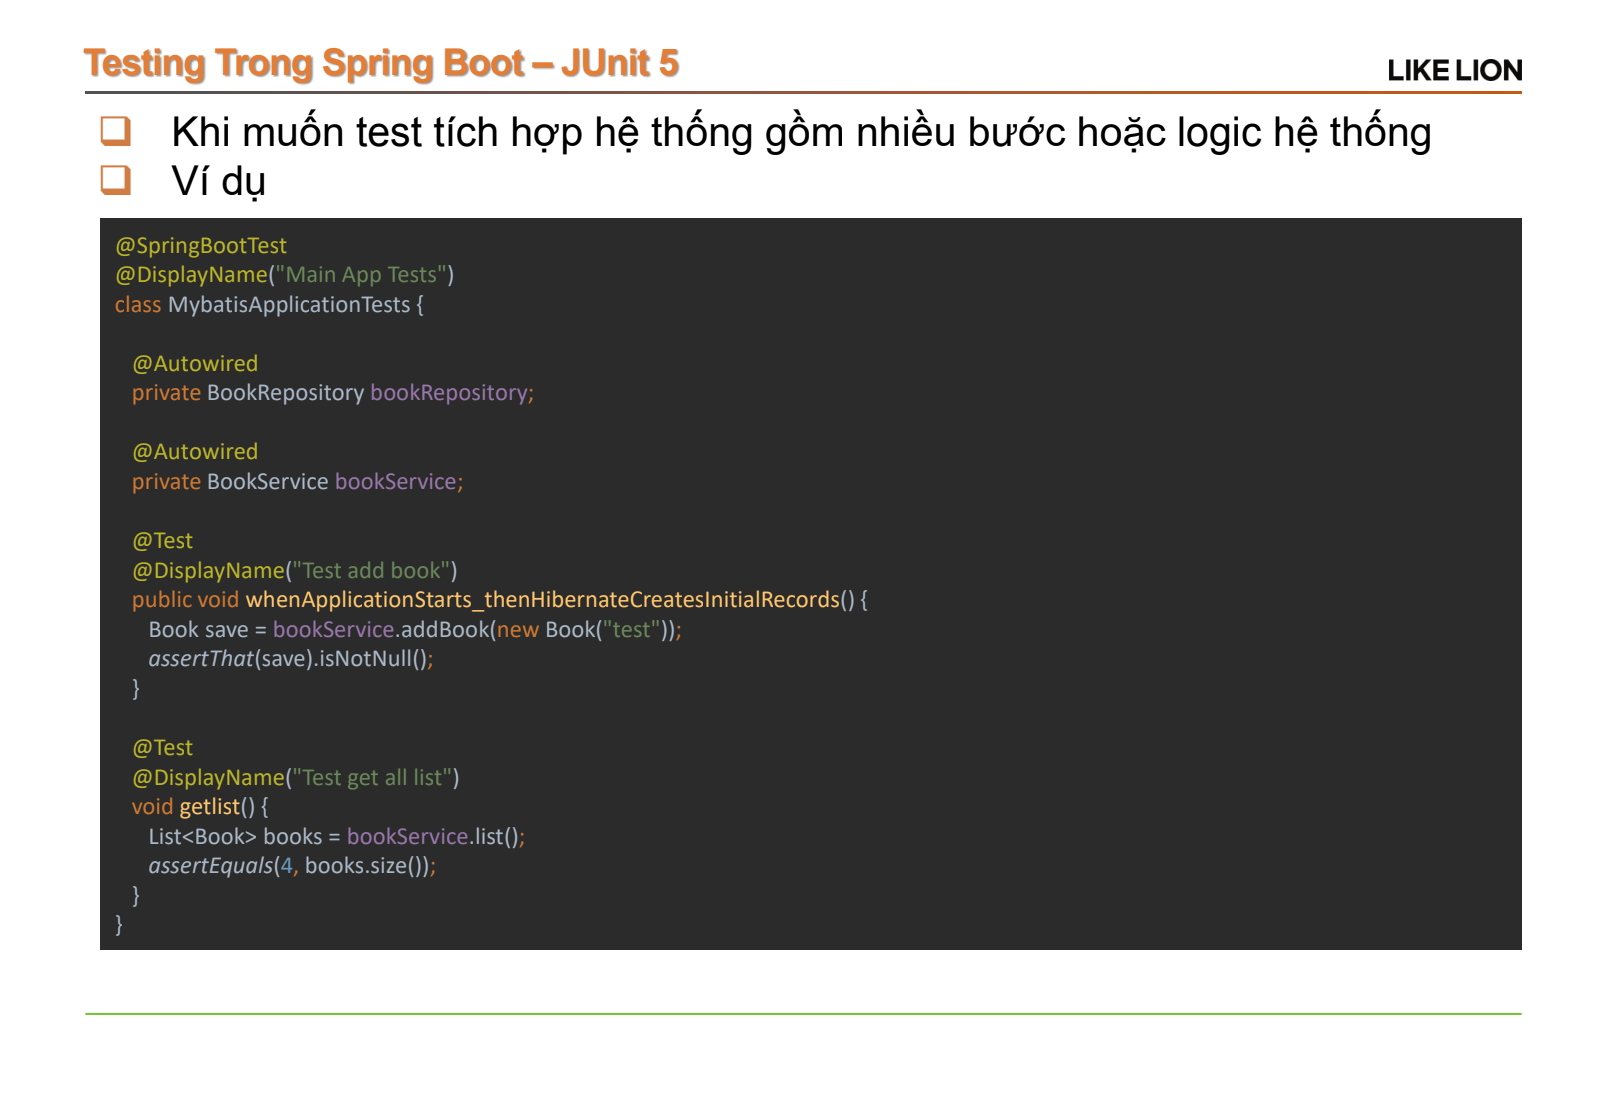 Testing Trong Spring Boot – JUnit 5
LIKE LION
Khi muốn test tích hợp hệ thống gồm nhiều bước hoặc logic hệ thống
Ví dụ
@SpringBootTest
@DisplayName("Main App Tests")
class MybatisApplicationTests {
@Autowired
private BookRepository bookRepository;
@Autowired
private BookService bookService;
@Test
@DisplayName("Test add book")
public void whenApplicationStarts_thenHibernateCreatesInitialRecords() {
Book save = bookService.addBook(new Book("test"));
assertThat(save).isNotNull();
}
@Test
@DisplayName("Test get all list")
void getlist() {
List<Book> books = bookService.list();
assertEquals(4, books.size());
}
}